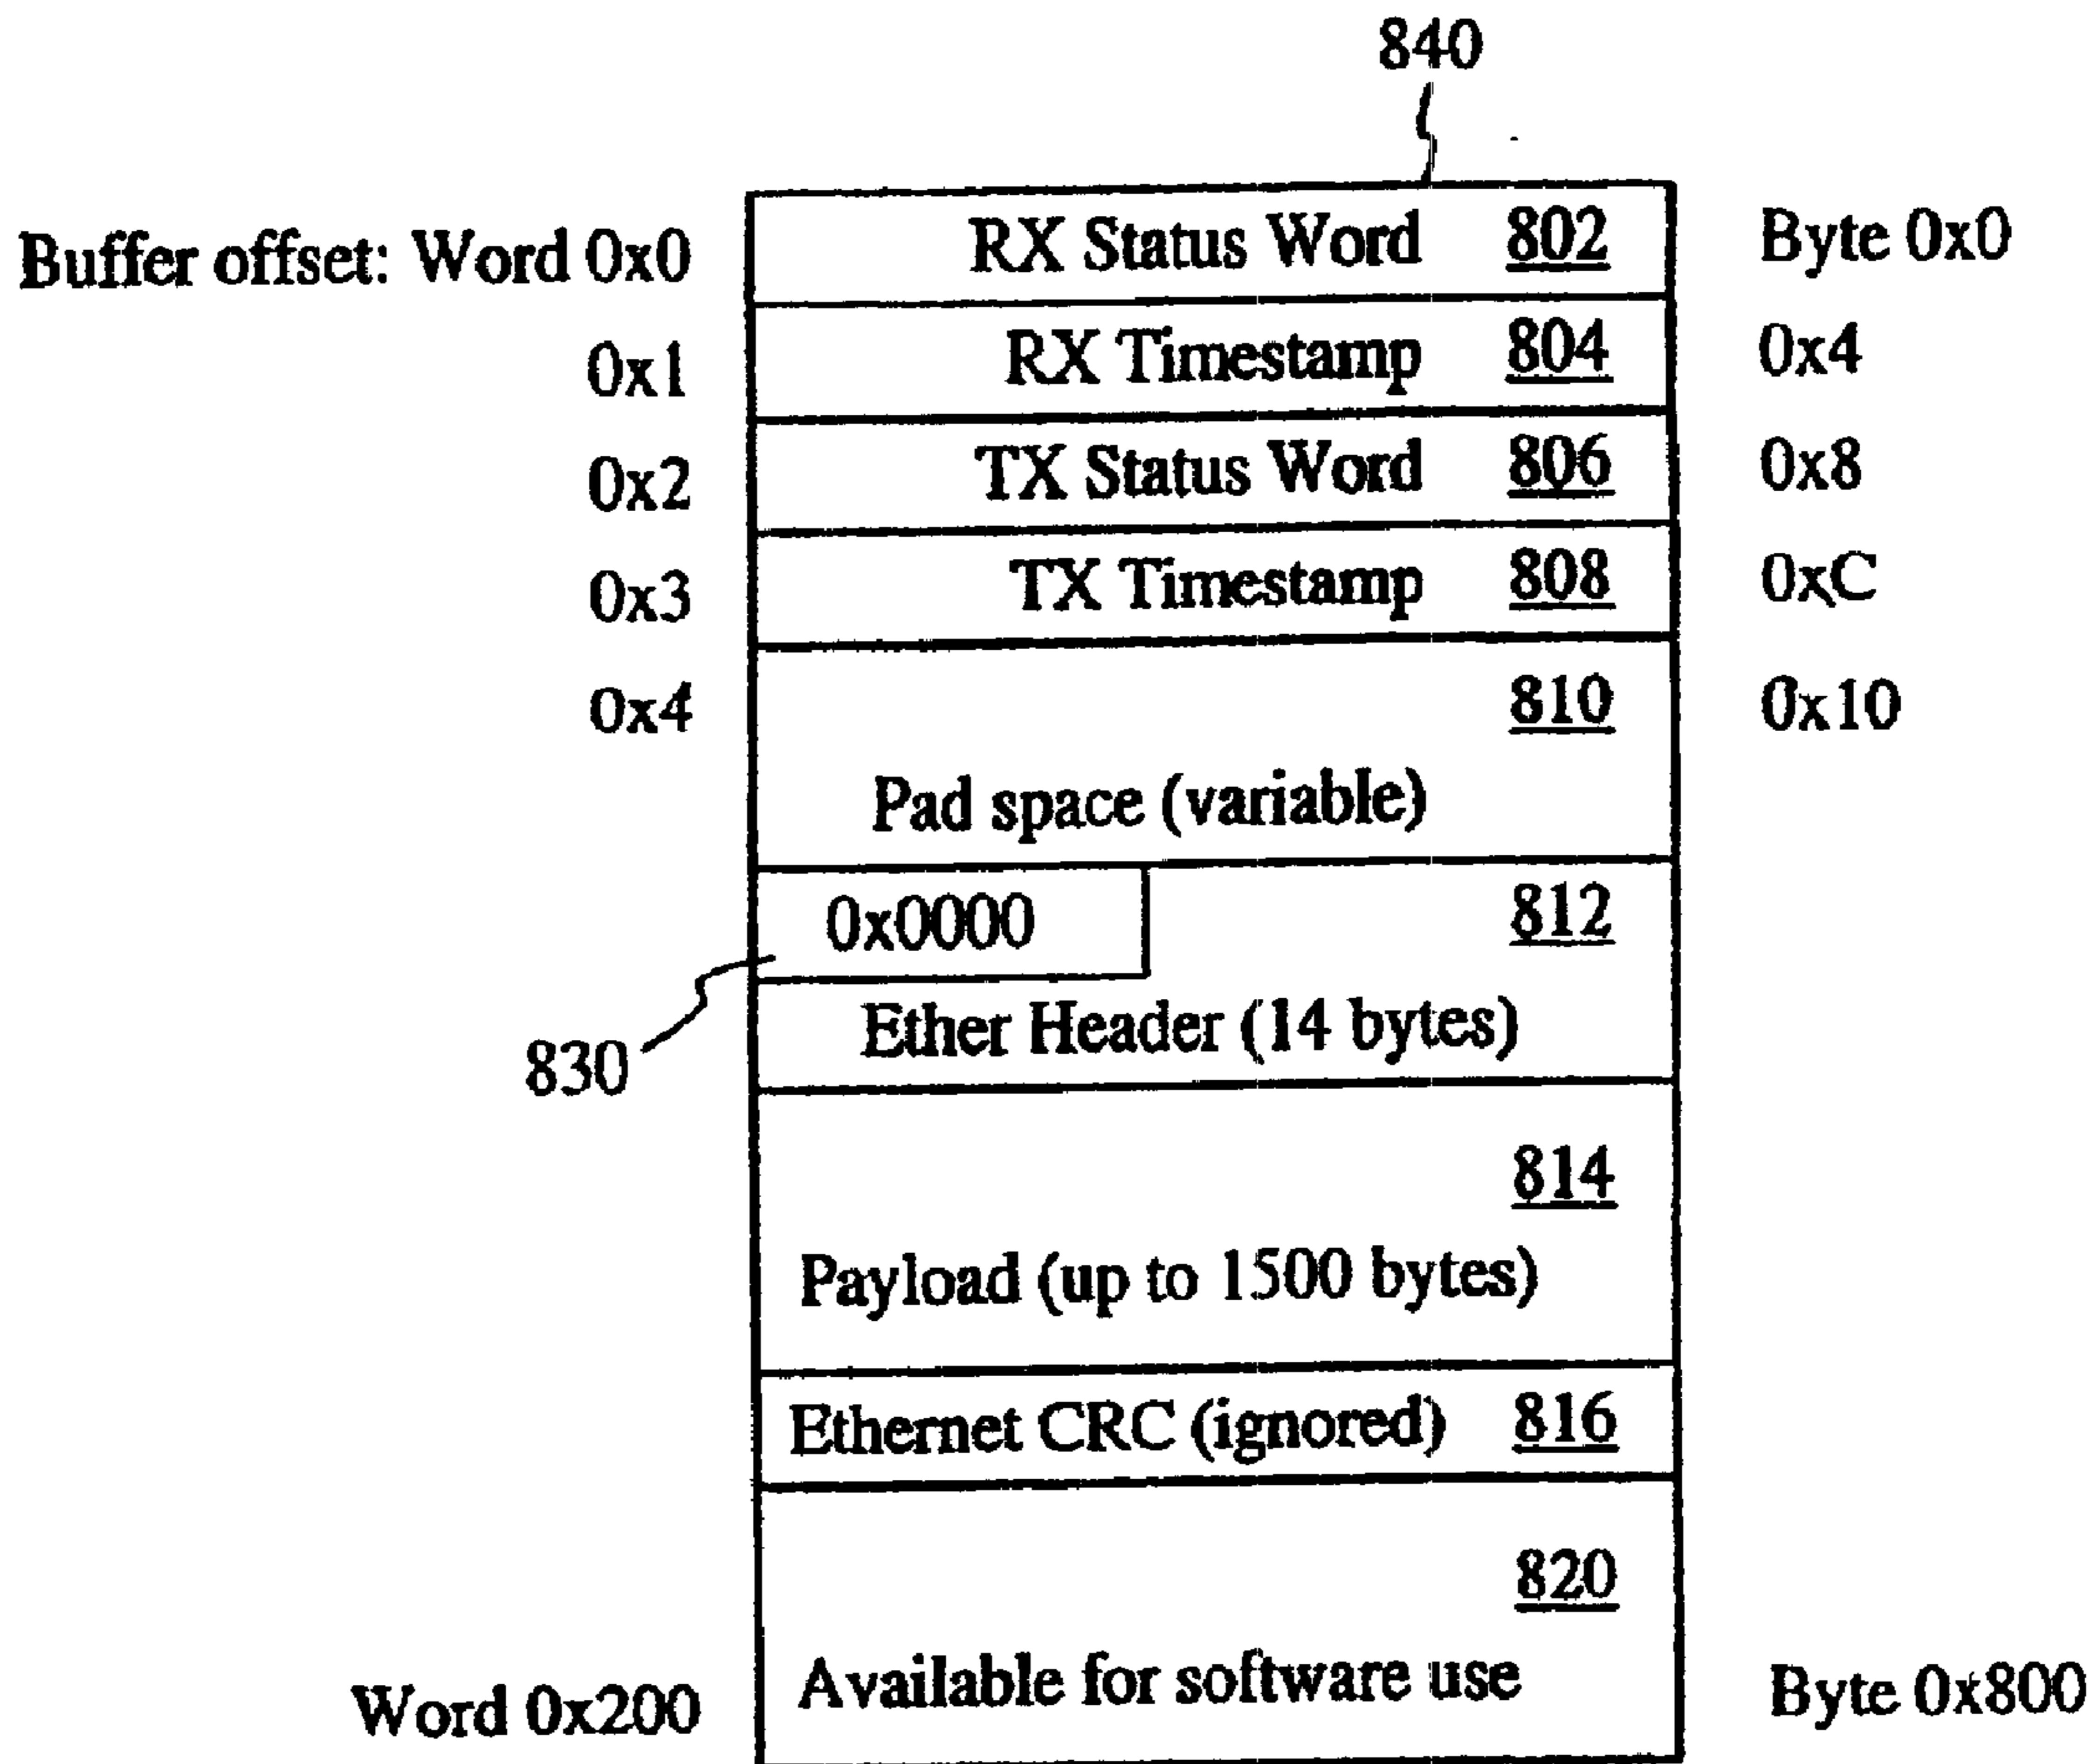 840
Buffer offset: Word 0x0 RX Status Word 802 Byte 0x0
0x1 RX Timestamp 804 0x4
0x2 TX Status Word 806 0x8
0x3 TX Timestamp 808 0xC
0x4 810 0x10
Pad space (variable)
0x0000 812
Ether Header (14 bytes)
830
814
Payload (up to 1500 bytes)
Ethernet CRC (ignored) 816
820
Word 0x200 Available for software use Byte 0x800